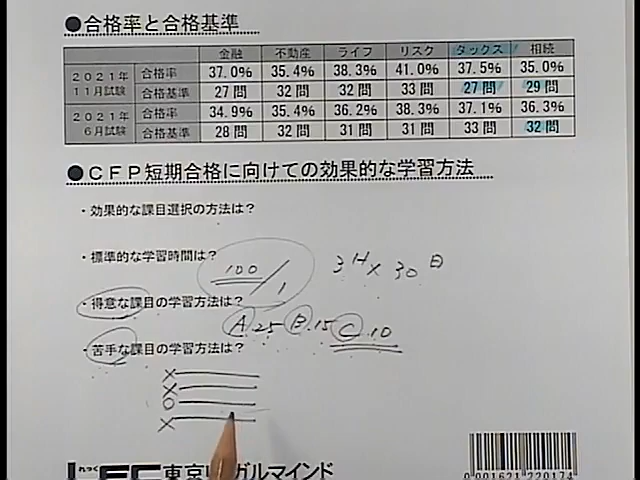 ●合格率と合格基準
金融 不動産 ライフ リスク タックス 相続
2021年 11月試験 合格率 37.0% 35.4% 38.3% 41.0% 37.5% 35.0%
合格基準 27問 32問 32問 33問 27問 29問
2021年 6月試験 合格率 34.9% 35.4% 36.2% 38.3% 37.1% 36.3%
合格基準 28問 32問 31問 31問 33問 32問
●CFP短期合格に向けての効果的な学習方法
・効果的な課目選択の方法は?
・標準的な学習時間は?
100/1 3H×30日
・得意な課目の学習方法は?
A 25 B 15 C 10
・苦手な課目の学習方法は?
×
×
○
×
LEC東京リーガルマインド
0001621 220174